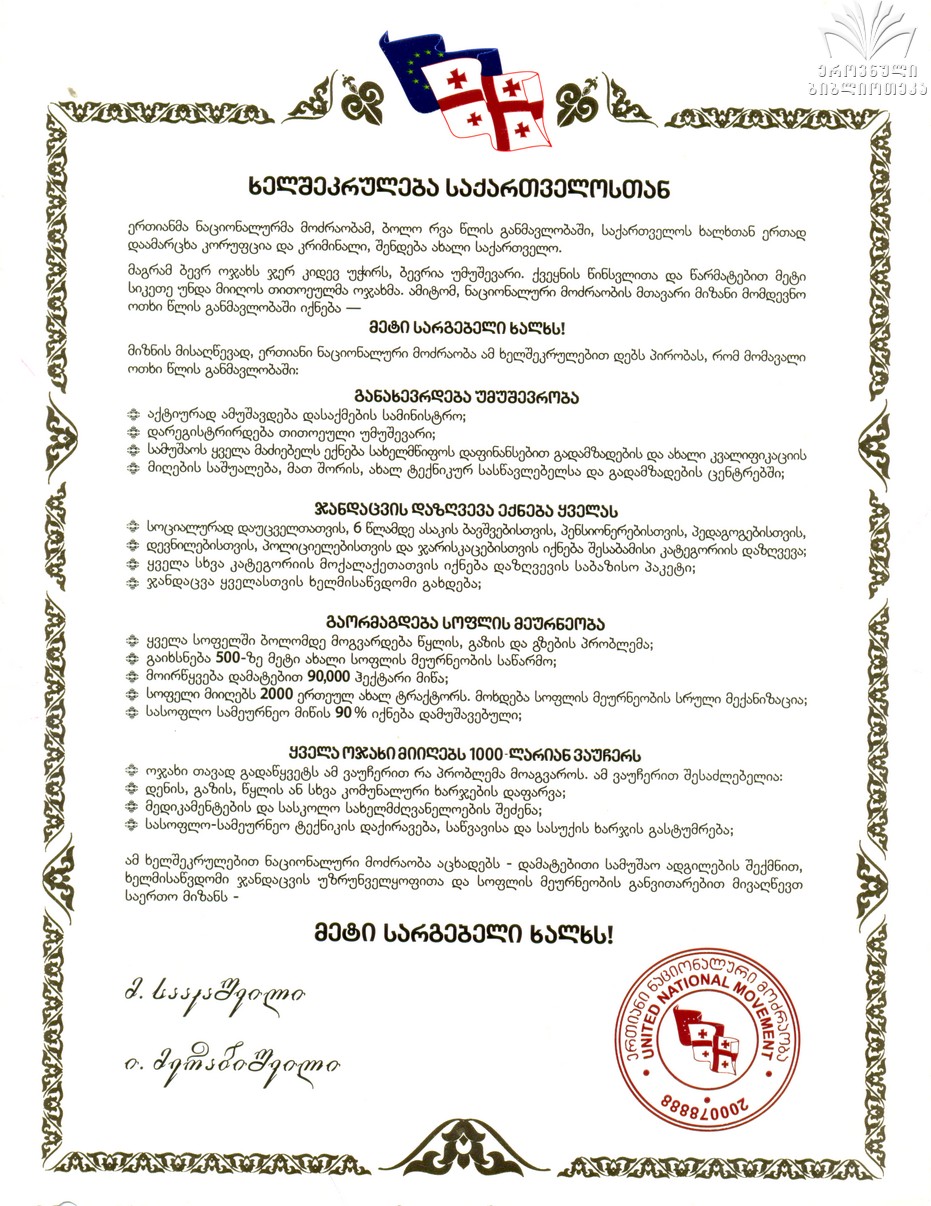 ეროვნული
ბიბლიოთეკა
ხელშეკრულება საქართველოსთან
ერთიანმა ნაციონალურმა მოძრაობამ, ბოლო რვა წლის განმავლობაში, საქართველოს ხალხთან ერთად
დაამარცხა კორუფცია და კრიმინალი, შენდება ახალი საქართველო.
მაგრამ ბევრ ოჯახს ჯერ კიდევ უჭირს, ბევრია უმუშევარი. ქვეყნის წინსვლითა და წარმატებით მეტი
სიკეთე უნდა მიიღოს თითოეულმა ოჯახმა. ამიტომ, ნაციონალური მოძრაობის მთავარი მიზანი მომდევნო
ოთხი წლის განმავლობაში იქნება —
მეტი სარგებელი ხალხს!
მიზნის მისაღწევად, ერთიანი ნაციონალური მოძრაობა ამ ხელშეკრულებით დებს პირობას, რომ მომავალი
ოთხი წლის განმავლობაში:
განახევრდება უმუშევრობა
აქტიურად ამუშავდება დასაქმების სამინისტრო;
დარეგისტრირდება თითოეული უმუშევარი;
სამუშაოს ყველა მაძიებელს ექნება სახელმწიფოს დაფინანსებით გადამზადების და ახალი კვალიფიკაციის
მიღების საშუალება, მათ შორის, ახალ ტექნიკურ სასწავლებელსა და გადამზადების ცენტრებში;
ჯანდაცვის დაზღვევა ექნება ყველას
სოციალურად დაუცველთათვის, 6 წლამდე ასაკის ბავშვებისთვის, პენსიონერებისთვის, პედაგოგებისთვის,
დევნილებისთვის, პოლიციელებისთვის და ჯარისკაცებისთვის იქნება შესაბამისი კატეგორიის დაზღვევა;
ყველა სხვა კატეგორიის მოქალაქეთათვის იქნება დაზღვევის საბაზისო პაკეტი;
ჯანდაცვა ყველასთვის ხელმისაწვდომი გახდება;
გაორმაგდება სოფლის მეურნეობა
ყველა სოფელში ბოლომდე მოგვარდება წყლის, გაზის და გზების პრობლემა;
გაიხსნება 500-ზე მეტი ახალი სოფლის მეურნეობის საწარმო;
მოირწყვება დამატებით 90,000 ჰექტარი მიწა;
სოფელი მიიღებს 2000 ერთეულ ახალ ტრაქტორს. მოხდება სოფლის მეურნეობის სრული მექანიზაცია;
სასოფლო სამეურნეო მიწის 90% იქნება დამუშავებული;
ყველა ოჯახი მიიღებს 1000-ლარიან ვაუჩერს
ოჯახი თავად გადაწყვეტს ამ ვაუჩერით რა პრობლემა მოაგვაროს. ამ ვაუჩერით შესაძლებელია:
დენის, გაზის, წყლის ან სხვა კომუნალური ხარჯების დაფარვა;
მედიკამენტების და სასკოლო სახელმძღვანელოების შეძენა;
სასოფლო-სამეურნეო ტექნიკის დაქირავება, საწვავისა და სასუქის ხარჯის გასტუმრება;
ამ ხელშეკრულებით ნაციონალური მოძრაობა აცხადებს - დამატებითი სამუშაო ადგილების შექმნით,
ხელმისაწვდომი ჯანდაცვის უზრუნველყოფითა და სოფლის მეურნეობის განვითარებით მივაღწევთ
საერთო მიზანს -
მეტი სარგებელი ხალხს!
მ. სააკაშვილი
ი. მერაბიშვილი
ერთიანი ნაციონალური მოძრაობა
UNITED NATIONAL MOVEMENT
200078888